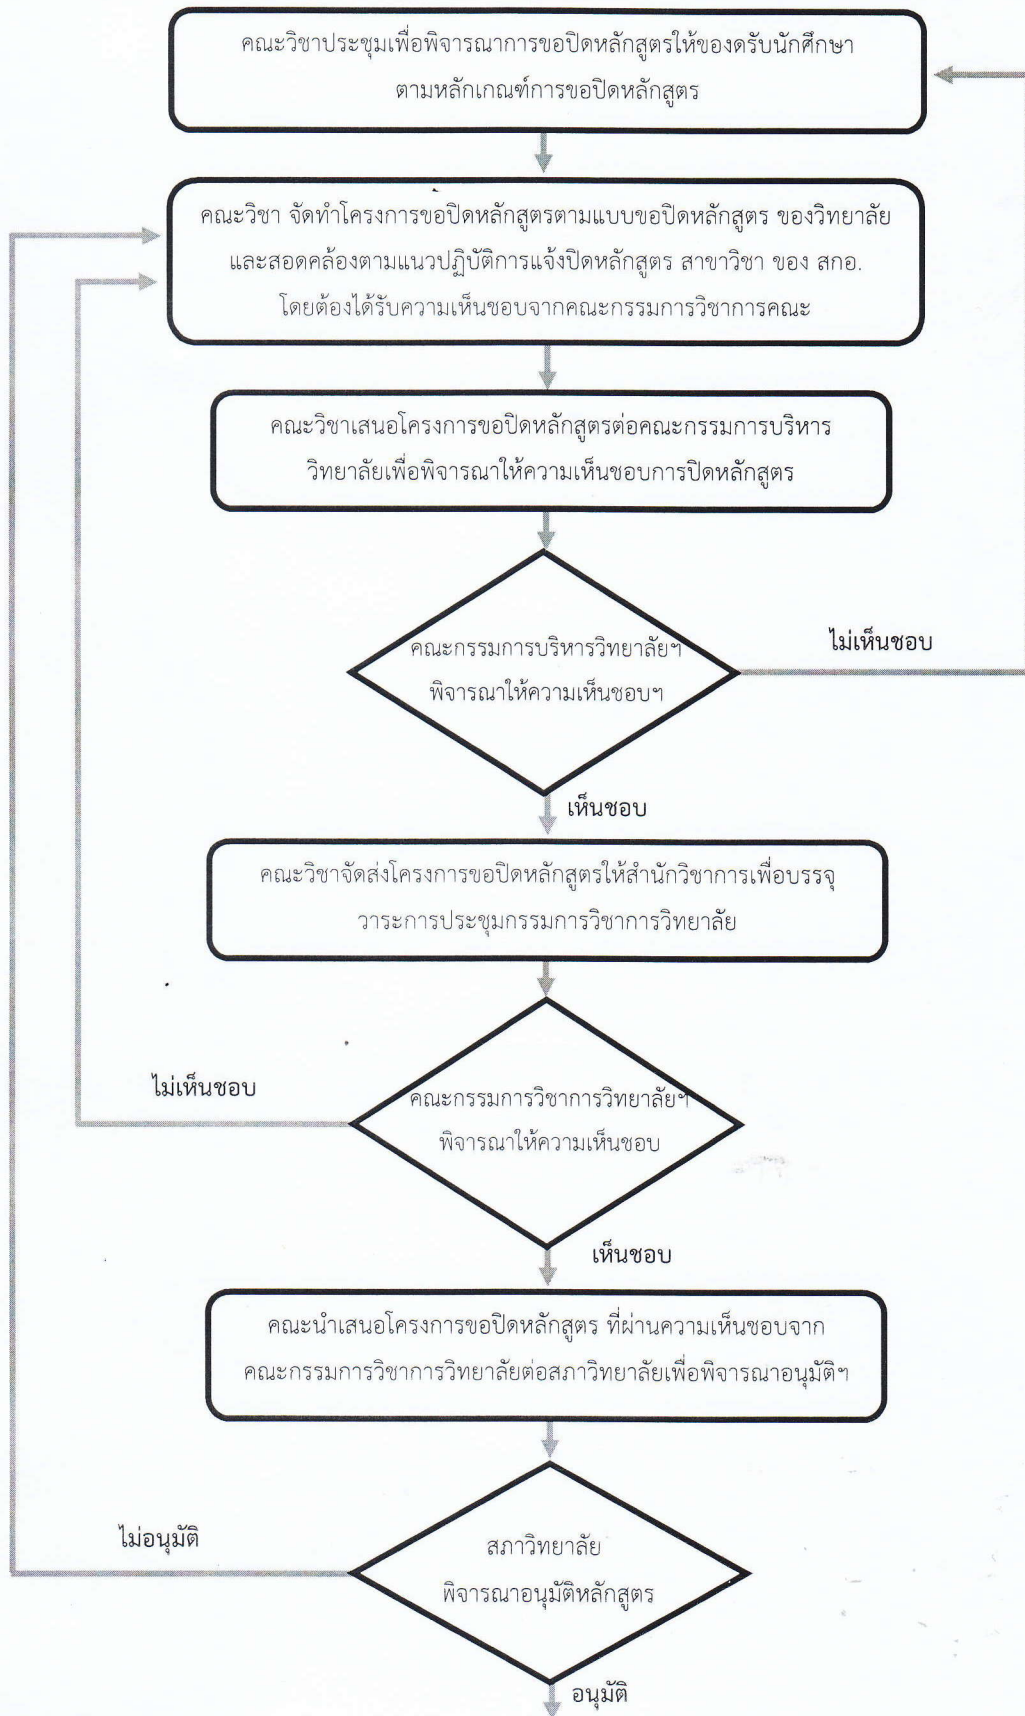 คณะวิชาประชุมเพื่อพิจารณาการขอปิดหลักสูตรให้ของดรับนักศึกษา
ตามหลักเกณฑ์การขอปิดหลักสูตร
คณะวิชา จัดทำโครงการขอปิดหลักสูตรตามแบบขอปิดหลักสูตร ของวิทยาลัย
และสอดคล้องตามแนวปฏิบัติการแจ้งปิดหลักสูตร สาขาวิชา ของ สกอ.
โดยต้องได้รับความเห็นชอบจากคณะกรรมการวิชาการคณะ
คณะวิชาเสนอโครงการขอปิดหลักสูตรต่อคณะกรรมการบริหาร
วิทยาลัยเพื่อพิจารณาให้ความเห็นชอบการปิดหลักสูตร
คณะกรรมการบริหารวิทยาลัยฯ
พิจารณาให้ความเห็นชอบฯ
ไม่เห็นชอบ
เห็นชอบ
คณะวิชาจัดส่งโครงการขอปิดหลักสูตรให้สำนักวิชาการเพื่อบรรจุ
วาระการประชุมกรรมการวิชาการวิทยาลัย
ไม่เห็นชอบ
คณะกรรมการวิชาการวิทยาลัยฯ
พิจารณาให้ความเห็นชอบ
เห็นชอบ
คณะนำเสนอโครงการขอปิดหลักสูตร ที่ผ่านความเห็นชอบจาก
คณะกรรมการวิชาการวิทยาลัยต่อสภาวิทยาลัยเพื่อพิจารณาอนุมัติฯ
ไม่อนุมัติ
สภาวิทยาลัย
พิจารณาอนุมัติหลักสูตร
อนุมัติ